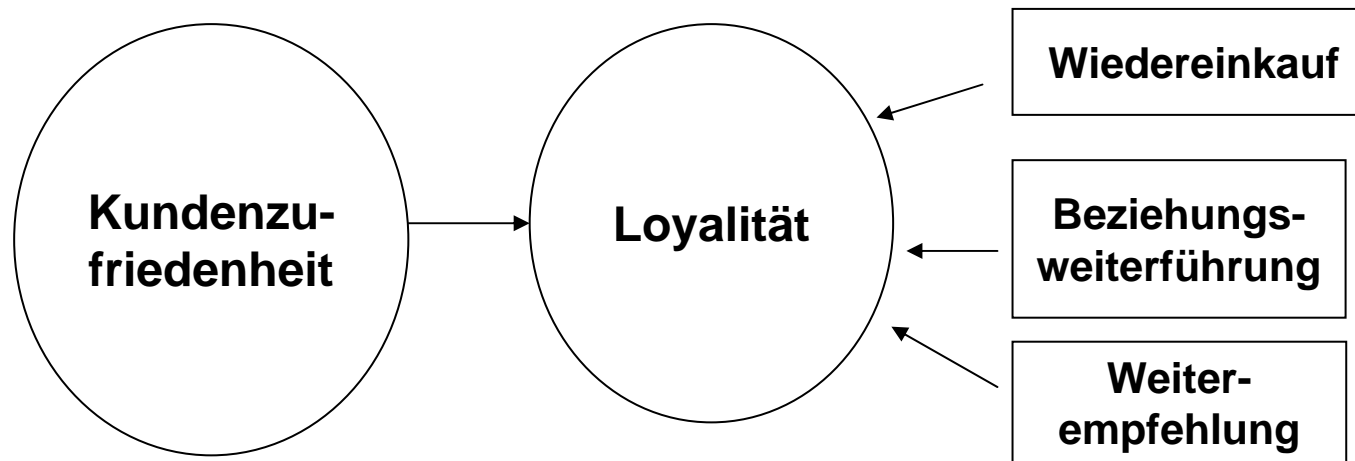 Wiedereinkauf
Kundenzu-
friedenheit
Loyalität
Beziehungs-
weiterführung
Weiter-
empfehlung